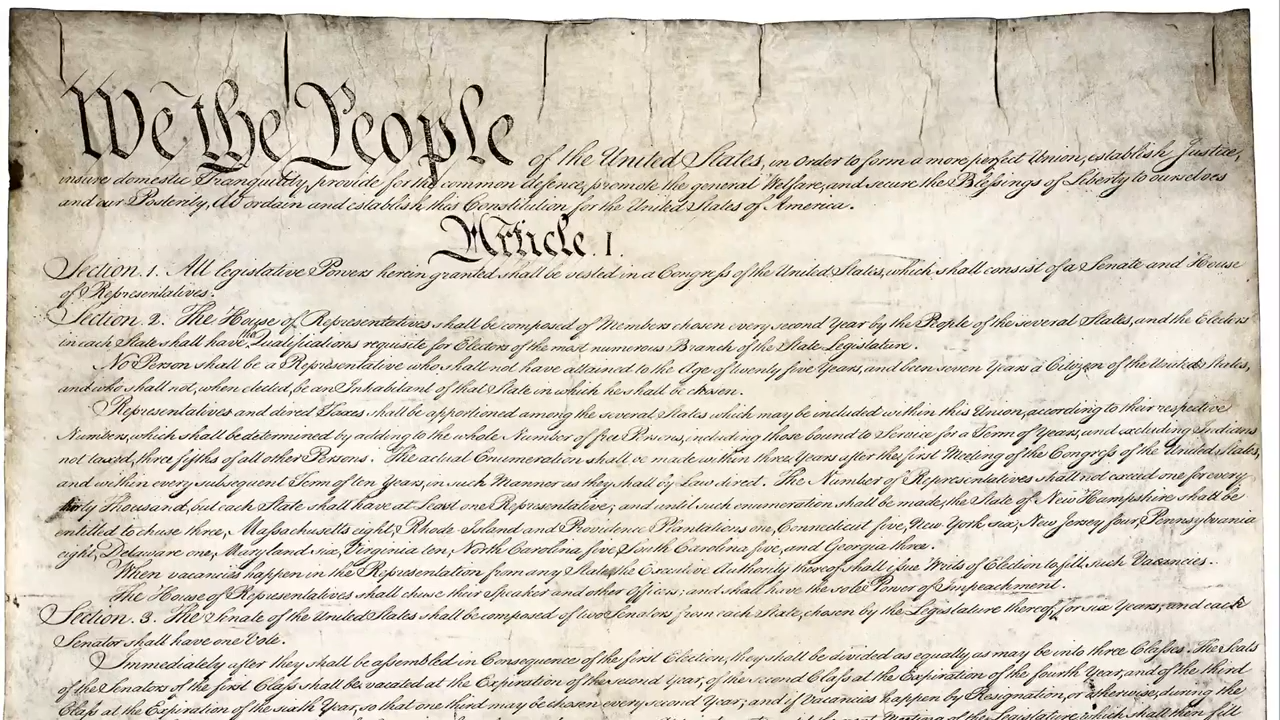 We the People of the United States, in Order to form a more perfect Union, establish Justice,
insure domestic Tranquility, provide for the common defence, promote the general Welfare, and secure the Blessings of Liberty to ourselves
and our Posterity, do ordain and establish this Constitution for the United States of America.
Article. I.
Section. 1. All legislative Powers herein granted shall be vested in a Congress of the United States, which shall consist of a Senate and House
of Representatives.
Section. 2. The House of Representatives shall be composed of Members chosen every second Year by the People of the several States, and the Electors
in each State shall have the Qualifications requisite for Electors of the most numerous Branch of the State Legislature.
No Person shall be a Representative who shall not have attained to the Age of twenty five Years, and been seven Years a Citizen of the United States,
and who shall not, when elected, be an Inhabitant of that State in which he shall be chosen.
Representatives and direct Taxes shall be apportioned among the several States which may be included within this Union, according to their respective
Numbers, which shall be determined by adding to the whole Number of free Persons, including those bound to Service for a Term of Years, and excluding Indians
not taxed, three fifths of all other Persons. The actual Enumeration shall be made within three Years after the first Meeting of the Congress of the United States,
and within every subsequent Term of ten Years, in such Manner as they shall by Law direct. The Number of Representatives shall not exceed one for every
thirty Thousand, but each State shall have at Least one Representative; and until such enumeration shall be made, the State of New Hampshire shall be
entitled to chuse three, Massachusetts eight, Rhode Island and Providence Plantations one, Connecticut five, New York six, New Jersey four, Pennsylvania
eight, Delaware one, Maryland six, Virginia ten, North Carolina five, South Carolina five, and Georgia three.
When vacancies happen in the Representation from any State, the Executive Authority thereof shall issue Writs of Election to fill such Vacancies.
The House of Representatives shall chuse their Speaker and other Officers; and shall have the sole Power of Impeachment.
Section. 3. The Senate of the United States shall be composed of two Senators from each State, chosen by the Legislature thereof, for six Years; and each
Senator shall have one Vote.
Immediately after they shall be assembled in Consequence of the first Election, they shall be divided as equally as may be into three Classes. The Seats
of the Senators of the first Class shall be vacated at the Expiration of the second Year, of the second Class at the Expiration of the fourth Year, and of the third
Class at the Expiration of the sixth Year, so that one third may be chosen every second Year; and if Vacancies happen by Resignation, or otherwise, during the
Meeting of the Legislature, which shall then fill